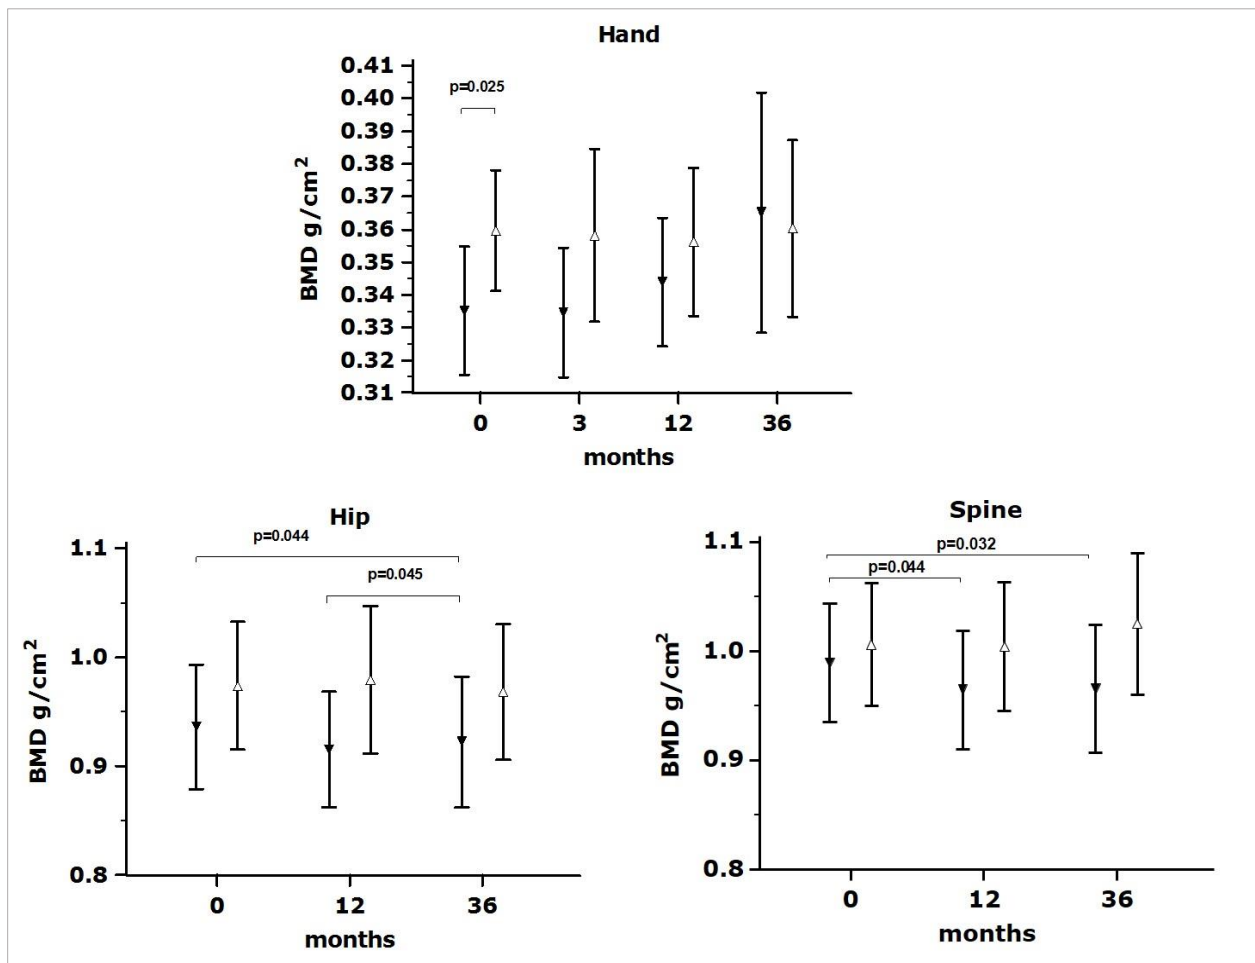 Hand
0.41
p=0.025
0.40
0.39
0.38
0.37
0.36
0.35
0.34
0.33
0.32
0.31
BMD g/cm²
0 3 12 36
months
Hip
p=0.044
1.1
p=0.045
1.0
0.9
0.8
BMD g/cm²
0 12 36
months
Spine
1.1
p=0.032
p=0.044
1.0
0.9
0.8
BMD g/cm²
0 12 36
months